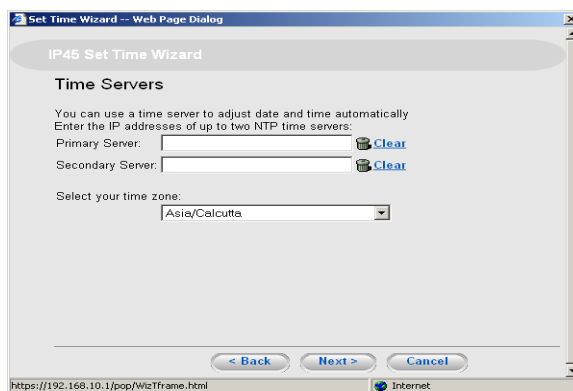 Set Time Wizard -- Web Page Dialog
IP45 Set Time Wizard
Time Servers
You can use a time server to adjust date and time automatically
Enter the IP addresses of up to two NTP time servers:
Primary Server: Clear
Secondary Server: Clear
Select your time zone:
Asia/Calcutta
< Back Next > Cancel
https://192.168.10.1/pop/WizTframe.html Internet